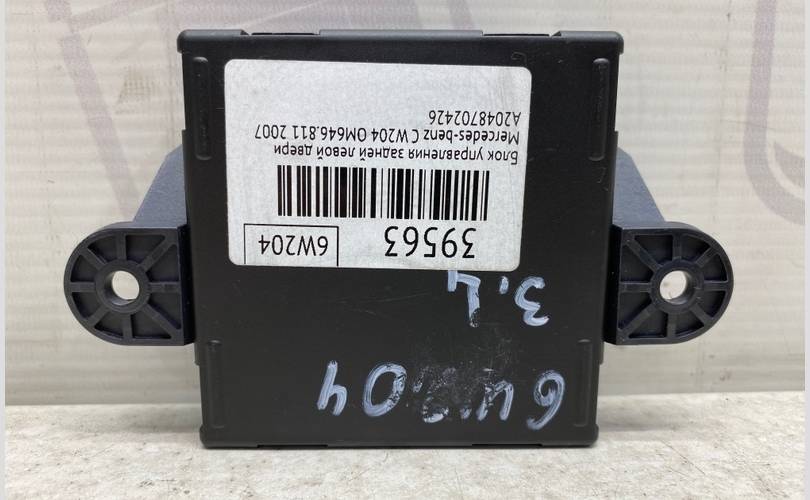 39563
6W204
Блок управления задней левой двери
Mercedes-benz C W204 OM646.811 2007
A2048702426
3.4
6W204